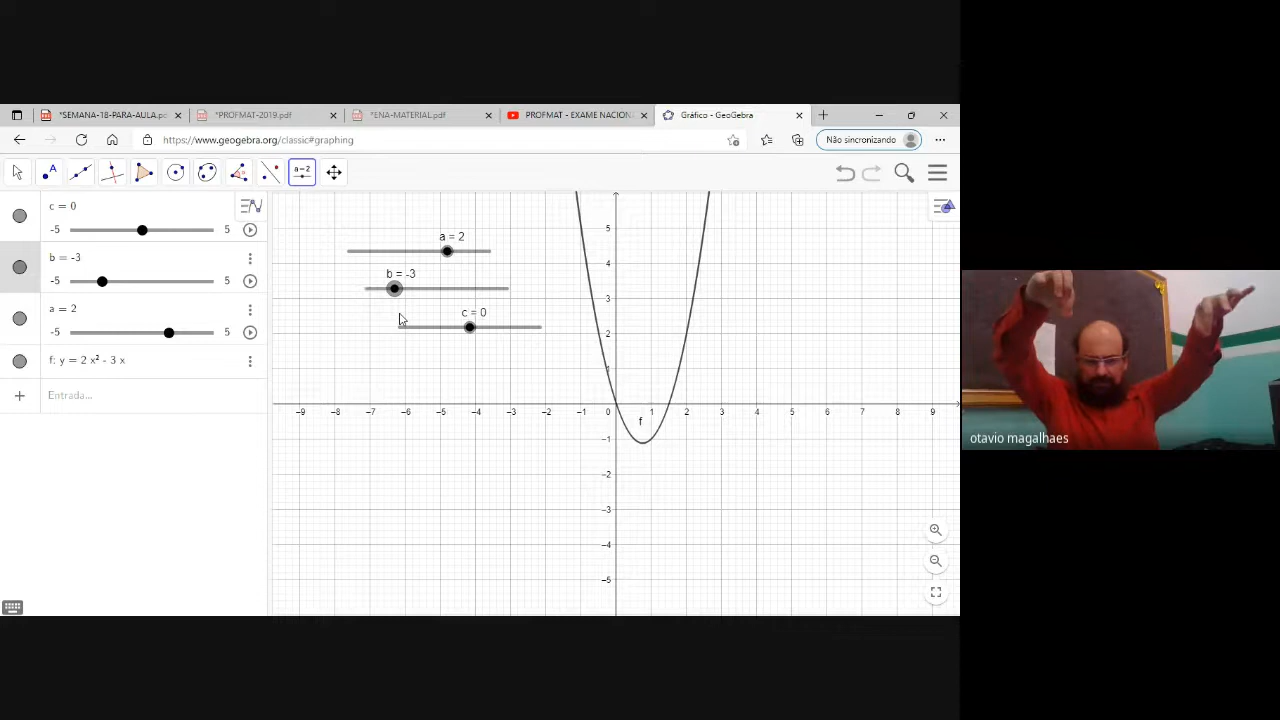 *SEMANA-18-PARA-AULA.pc
*PROFMAT-2019.pdf
*ENA-MATERIAL.pdf
PROFMAT - EXAME NACION
Gráfico - GeoGebra
https://www.geogebra.org/classic#graphing
Não sincronizando
a=2
c = 0
-5
5
b = -3
-5
5
a = 2
-5
5
f: y = 2 x² - 3 x
Entrada...
a = 2
b = -3
c = 0
f
5
4
3
2
1
-9 -8 -7 -6 -5 -4 -3 -2 -1 0 1 2 3 4 5 6 7 8 9
-1
-2
-3
-4
-5
otavio magalhaes